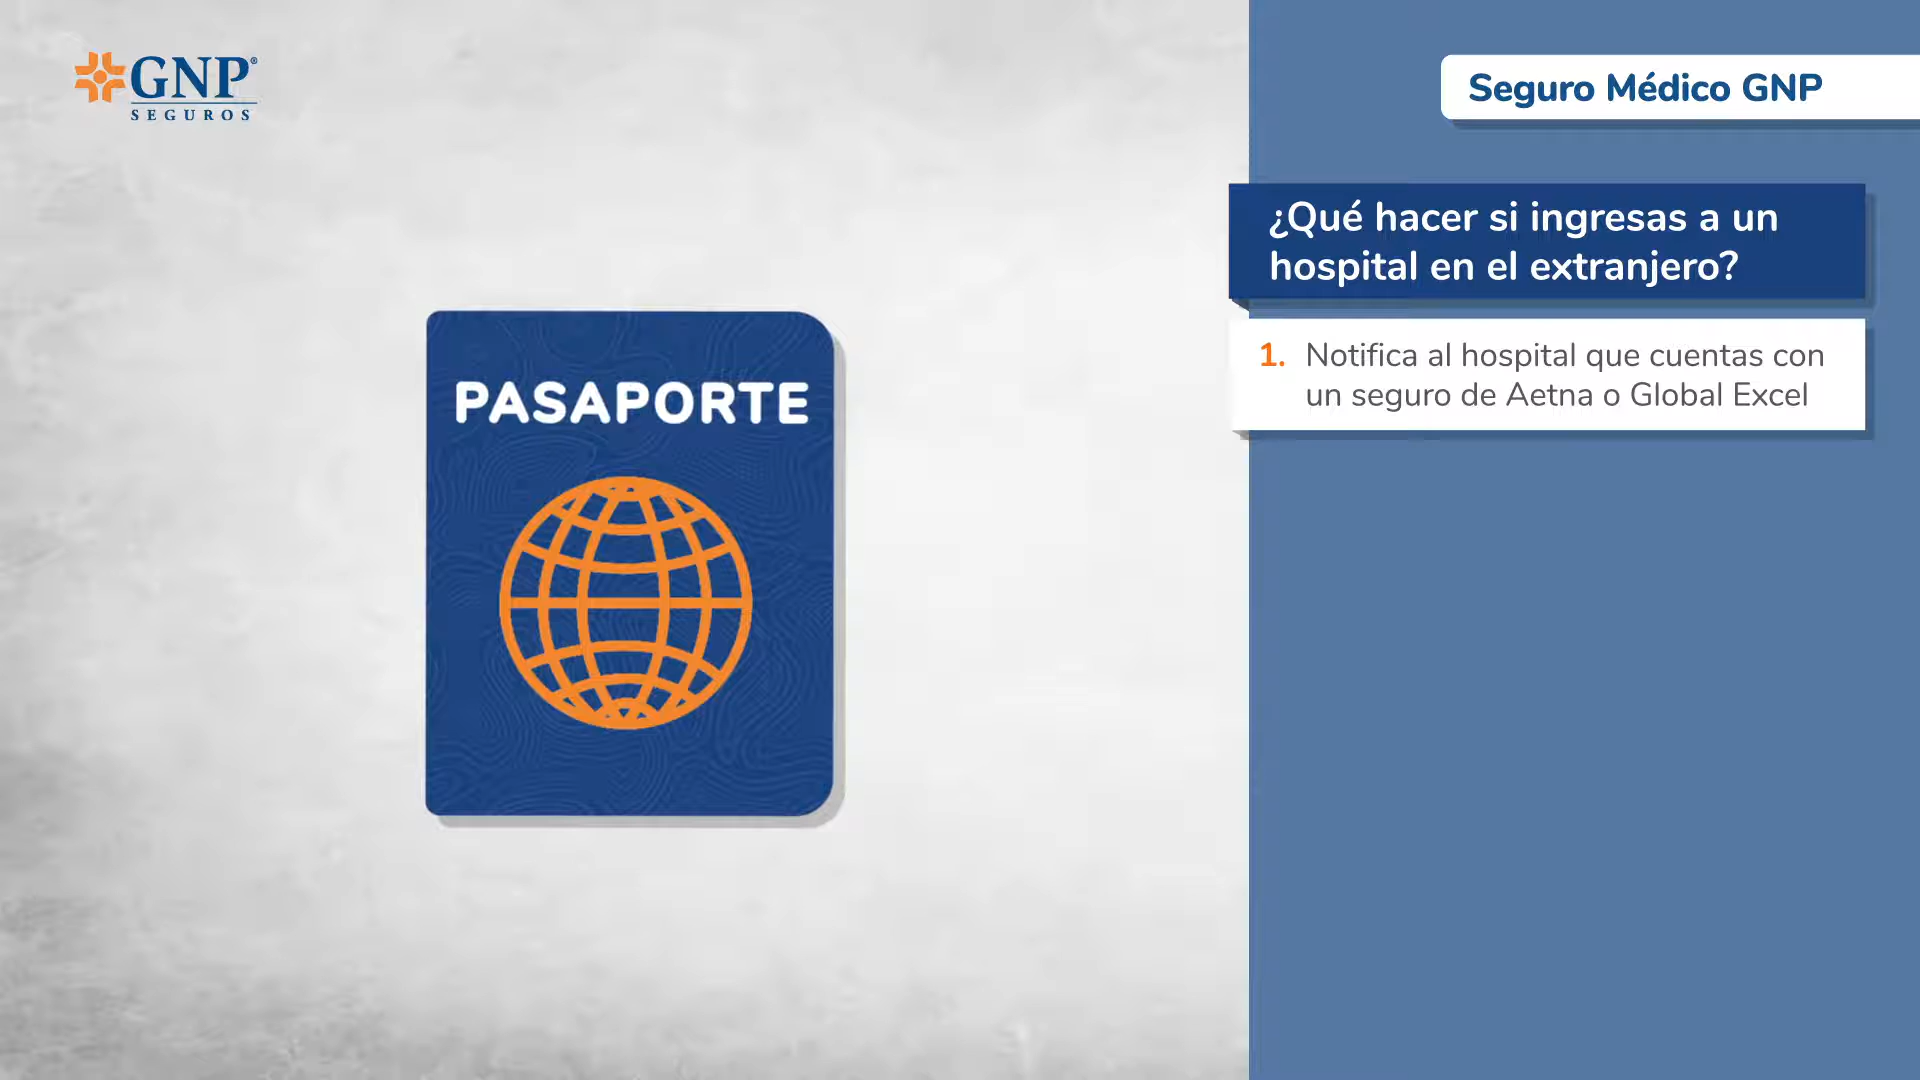 GNP®
SEGUROS
Seguro Médico GNP
¿Qué hacer si ingresas a un
hospital en el extranjero?
1. Notifica al hospital que cuentas con
un seguro de Aetna o Global Excel
PASAPORTE